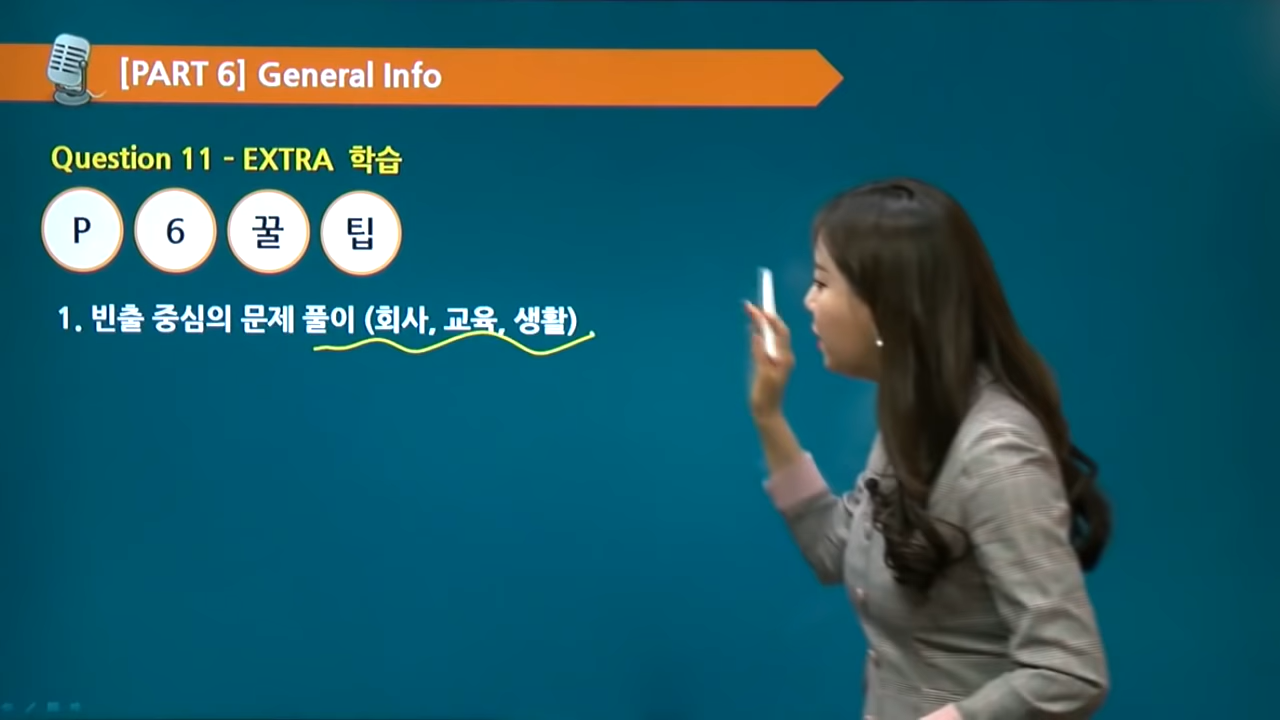 [PART 6] General Info
Question 11 - EXTRA 학습
P 6 꿀 팁
1. 빈출 중심의 문제 풀이 (회사, 교육, 생활)